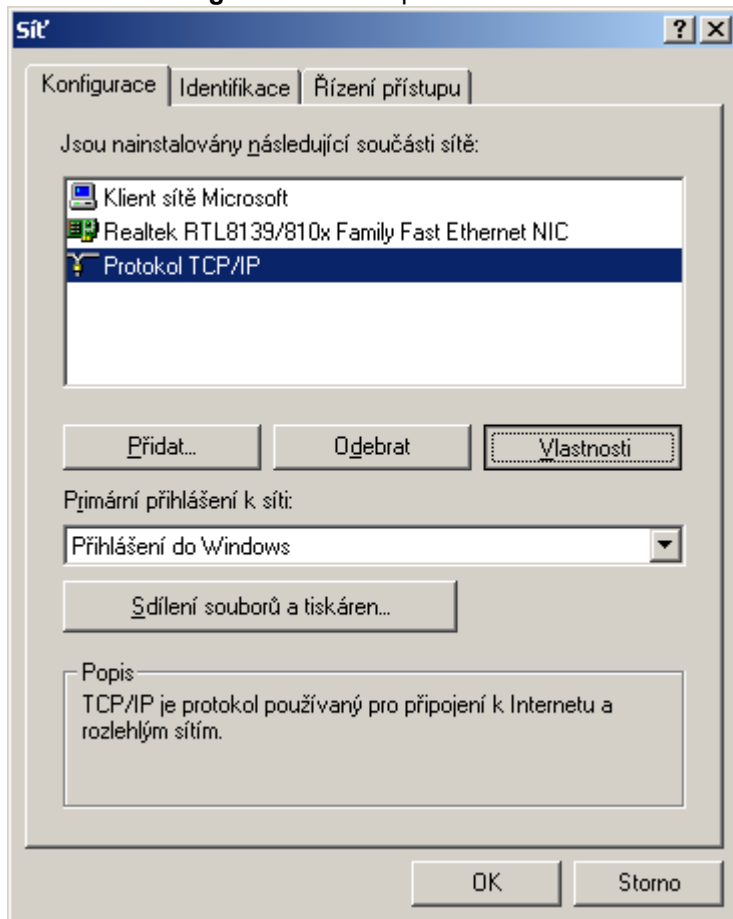 Síť
Konfigurace Identifikace Řízení přístupu
Jsou nainstalovány následující součásti sítě:
Klient sítě Microsoft
Realtek RTL8139/810x Family Fast Ethernet NIC
Protokol TCP/IP
Přidat... Odebrat Vlastnosti
Primární přihlášení k síti:
Přihlášení do Windows
Sdílení souborů a tiskáren...
Popis
TCP/IP je protokol používaný pro připojení k Internetu a
rozlehlým sítím.
OK Storno